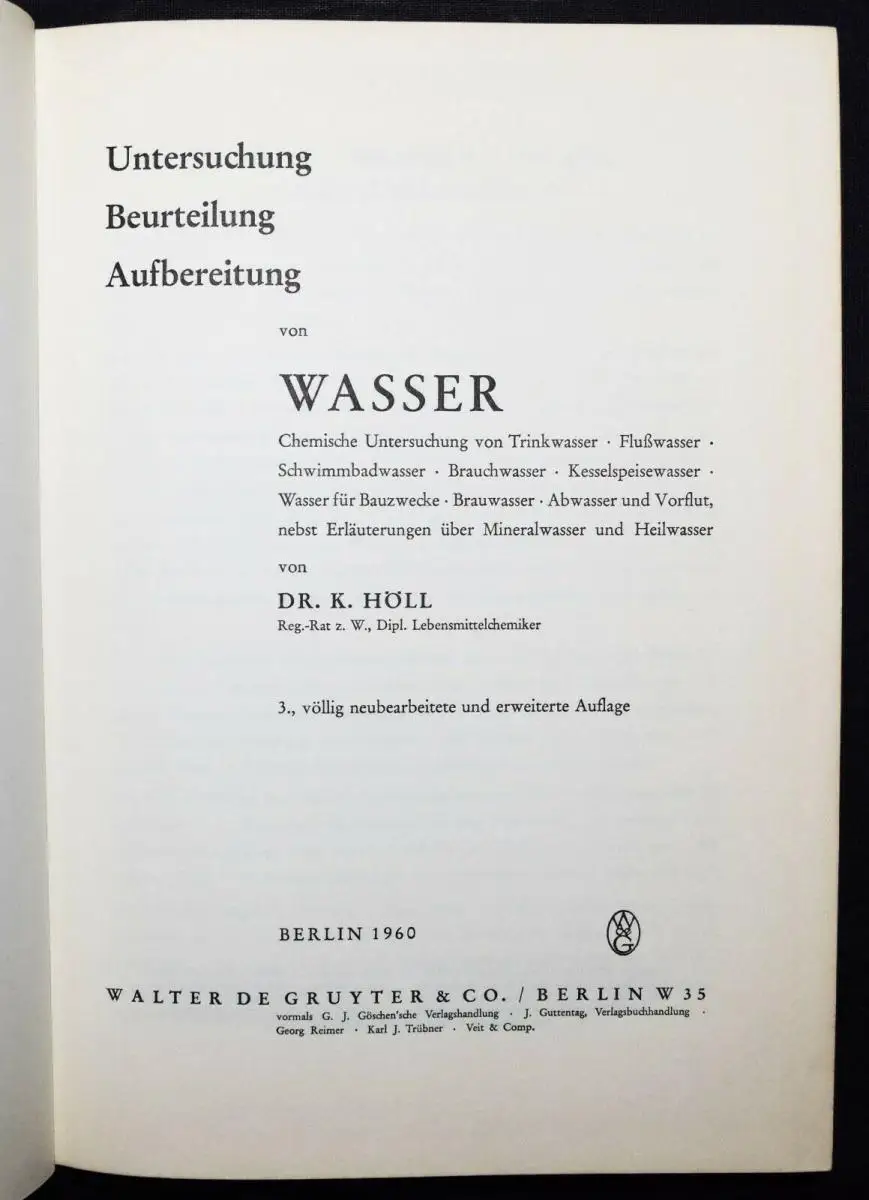 Untersuchung
Beurteilung
Aufbereitung
von
WASSER
Chemische Untersuchung von Trinkwasser · Flußwasser ·
Schwimmbadwasser · Brauchwasser · Kesselspeisewasser ·
Wasser für Bauzwecke · Brauwasser · Abwasser und Vorflut,
nebst Erläuterungen über Mineralwasser und Heilwasser
von
DR. K. HÖLL
Reg.-Rat z. W., Dipl. Lebensmittelchemiker
3., völlig neubearbeitete und erweiterte Auflage
BERLIN 1960
W & G
WALTER DE GRUYTER & CO. / BERLIN W 35
vormals G. J. Göschen'sche Verlagshandlung · J. Guttentag, Verlagsbuchhandlung ·
Georg Reimer · Karl J. Trübner · Veit & Comp.